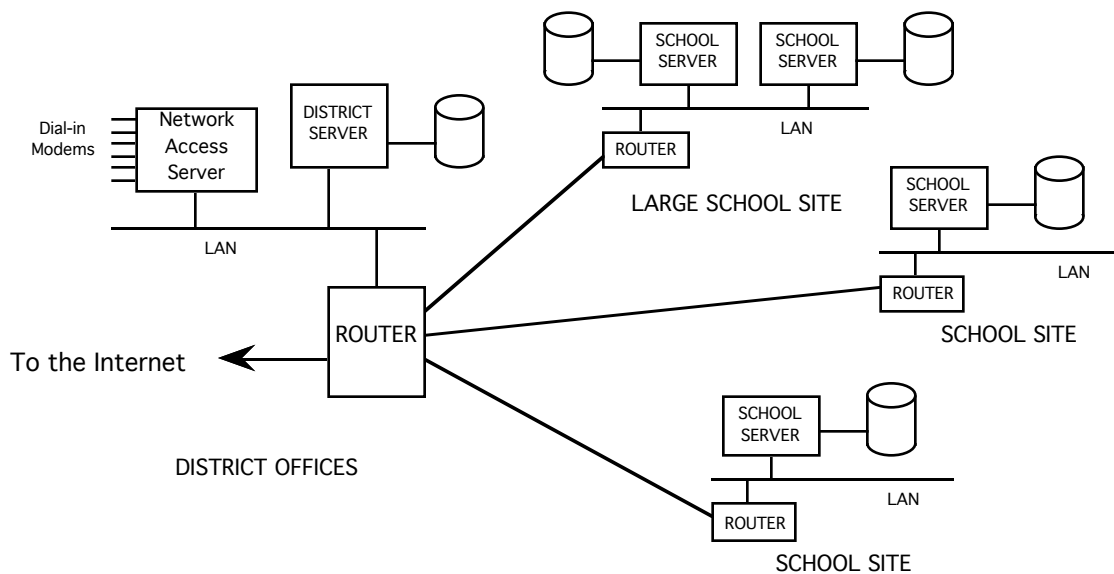 SCHOOL
SERVER
SCHOOL
SERVER
LAN
ROUTER
LARGE SCHOOL SITE
Dial-in
Modems
Network
Access
Server
DISTRICT
SERVER
LAN
SCHOOL
SERVER
LAN
ROUTER
SCHOOL SITE
ROUTER
To the Internet
DISTRICT OFFICES
SCHOOL
SERVER
LAN
ROUTER
SCHOOL SITE